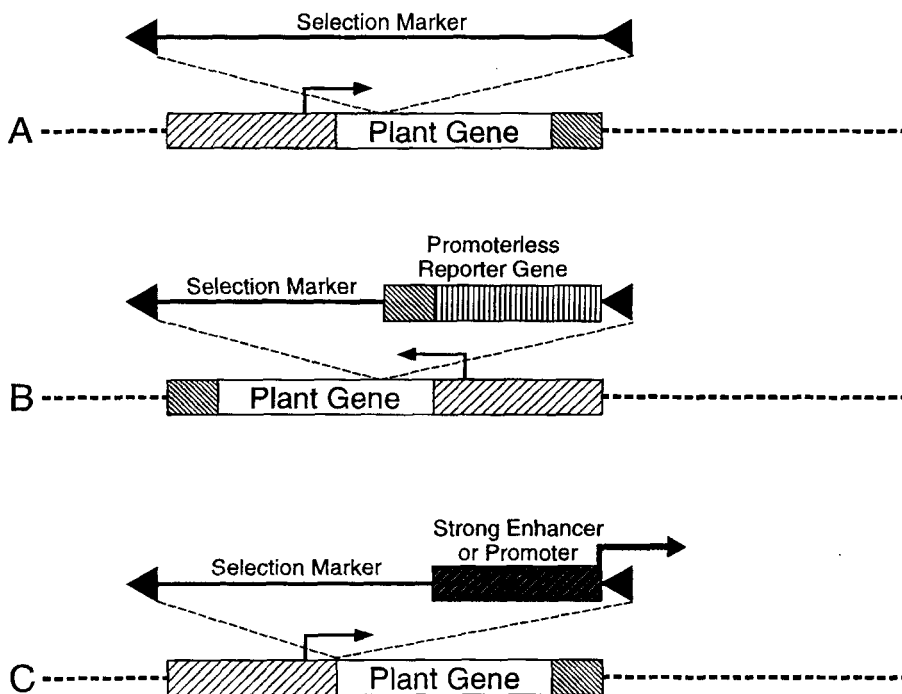 Selection Marker
A
Plant Gene
Promoterless
Reporter Gene
Selection Marker
B
Plant Gene
Strong Enhancer
or Promoter
Selection Marker
C
Plant Gene